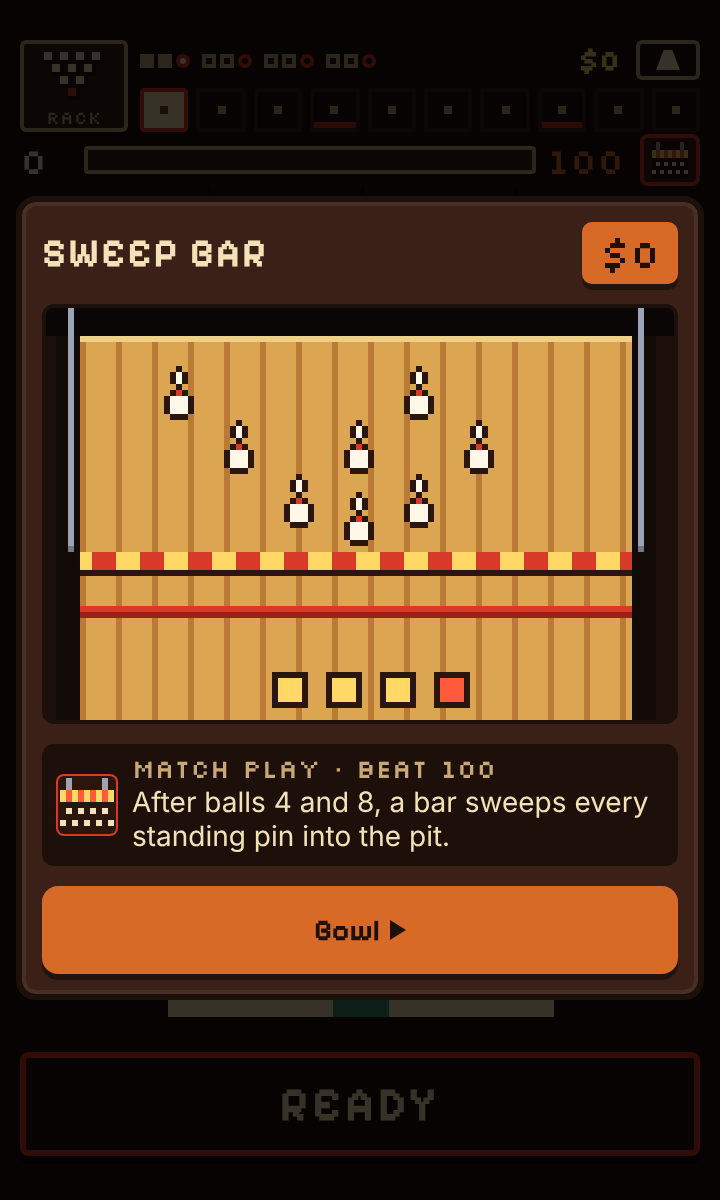 $0
RACK
0
100
SWEEP BAR
$0
MATCH PLAY · BEAT 100
After balls 4 and 8, a bar sweeps every
standing pin into the pit.
Bowl
READY